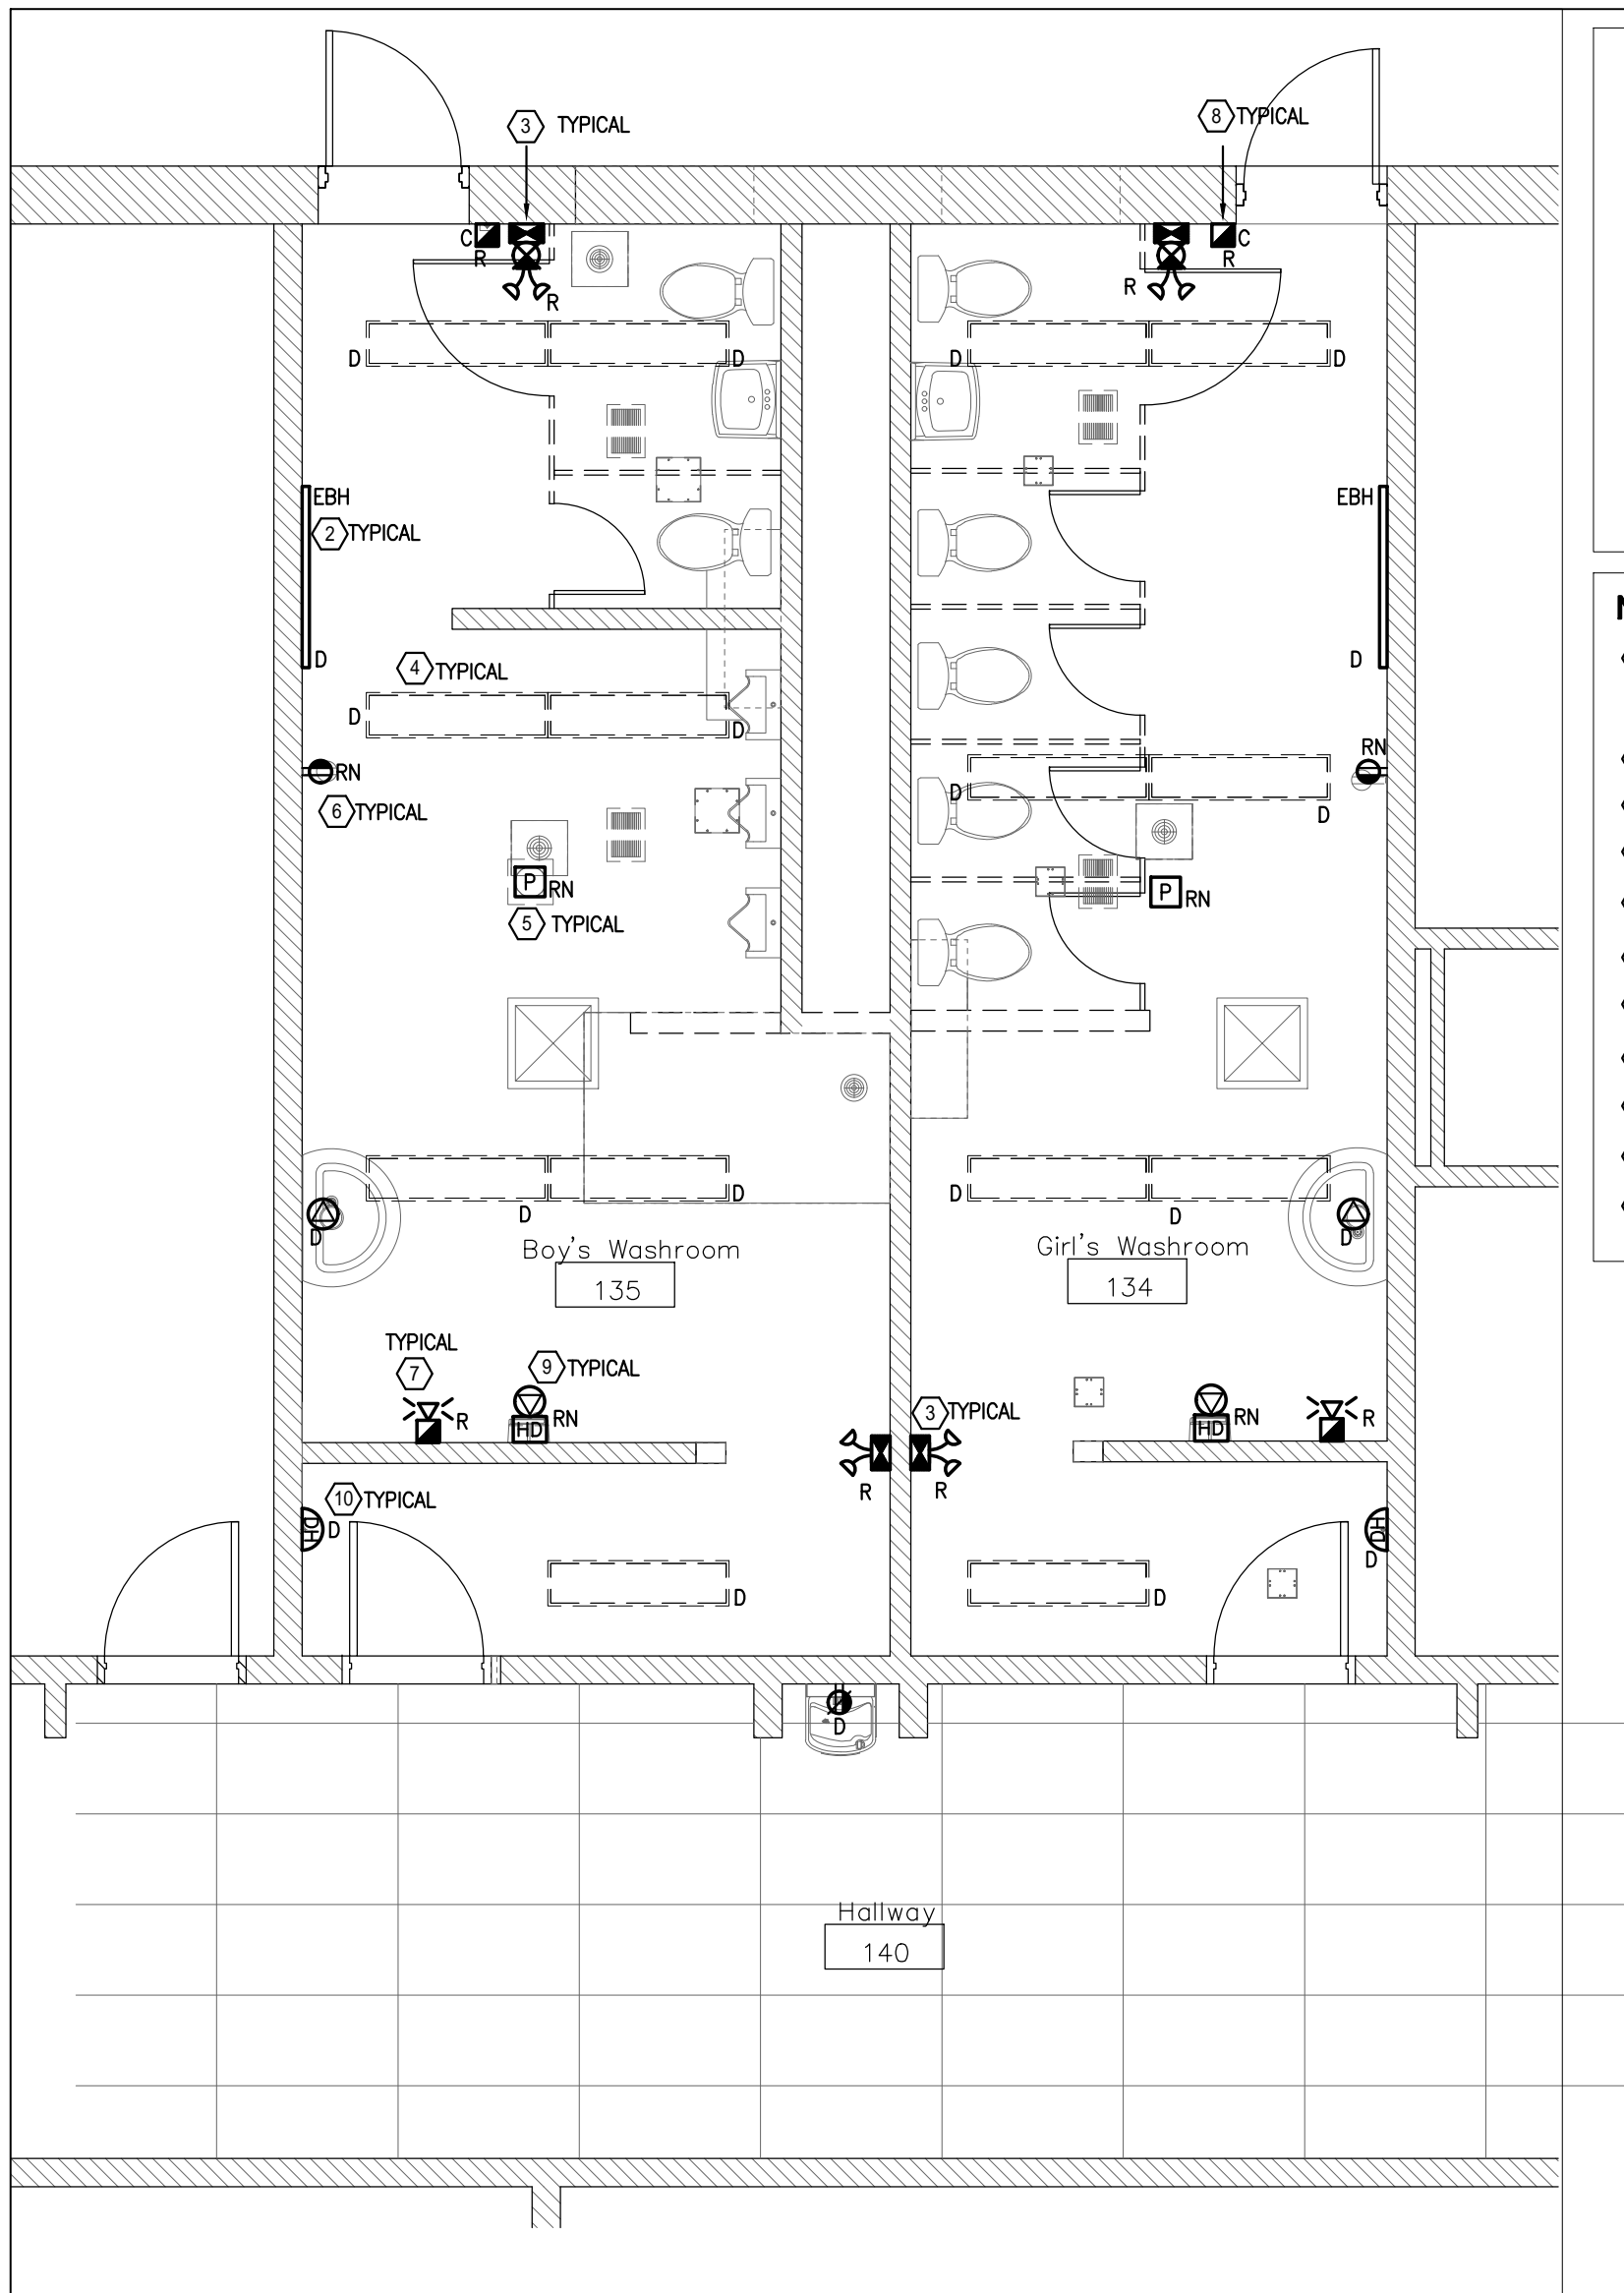 3 TYPICAL
8 TYPICAL
C
R
R
C
R
R
D
D
D
D
EBH
EBH
2 TYPICAL
D
D
4 TYPICAL
D
D
RN
RN
6 TYPICAL
D
D
P RN
P RN
5 TYPICAL
D
D
D
D
D
D
D
Boy's Washroom
135
Girl's Washroom
134
TYPICAL
7
9 TYPICAL
R
HD RN
3 TYPICAL
HD RN
R
R
R
10 TYPICAL
HD D
HD
D
D
D
D
Hallway
140